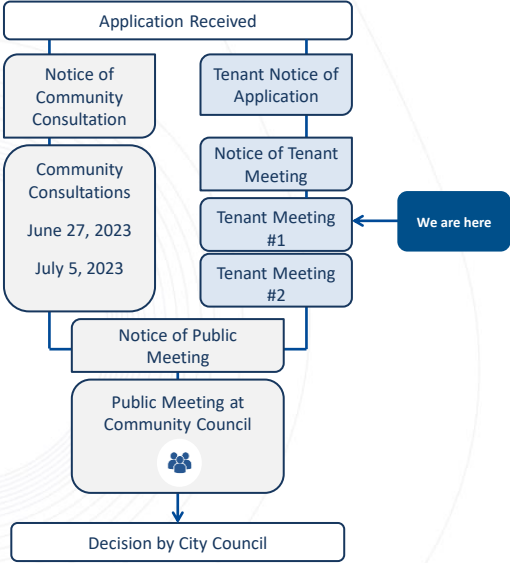 Application Received
Notice of
Community
Consultation
Tenant Notice of
Application
Community
Consultations
June 27, 2023
July 5, 2023
Notice of Tenant
Meeting
Tenant Meeting
#1
We are here
Tenant Meeting
#2
Notice of Public
Meeting
Public Meeting at
Community Council
Decision by City Council